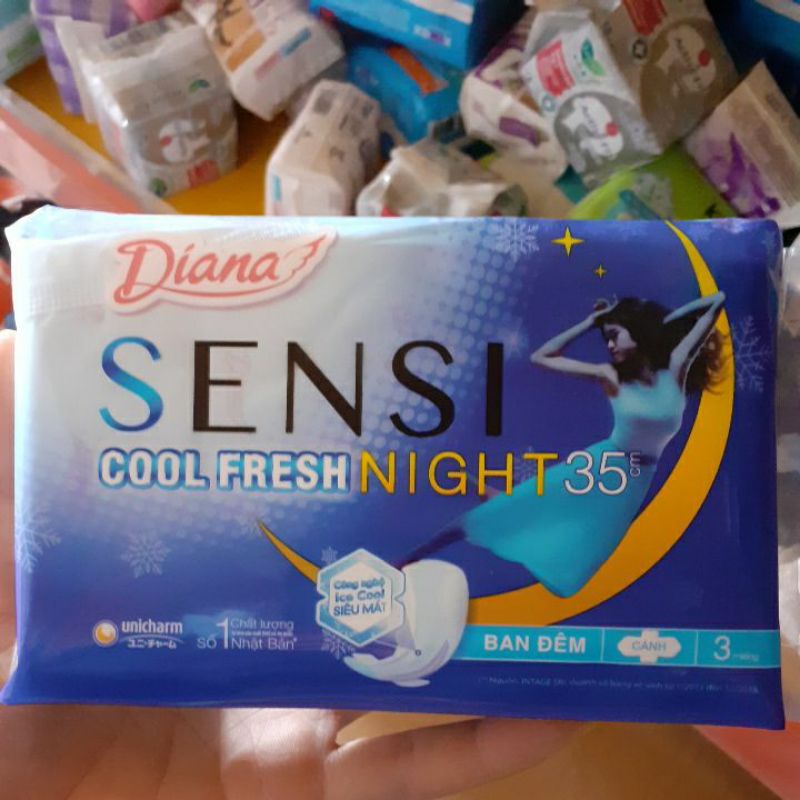 Diana
SENSI
COOL FRESH NIGHT 35cm
Công nghệ
Ice Cool
SIÊU MÁT
unicharm
ユニ・チャーム
Chất lượng
Số 1
Nhật Bản*
BAN ĐÊM
CÁNH
3 miếng